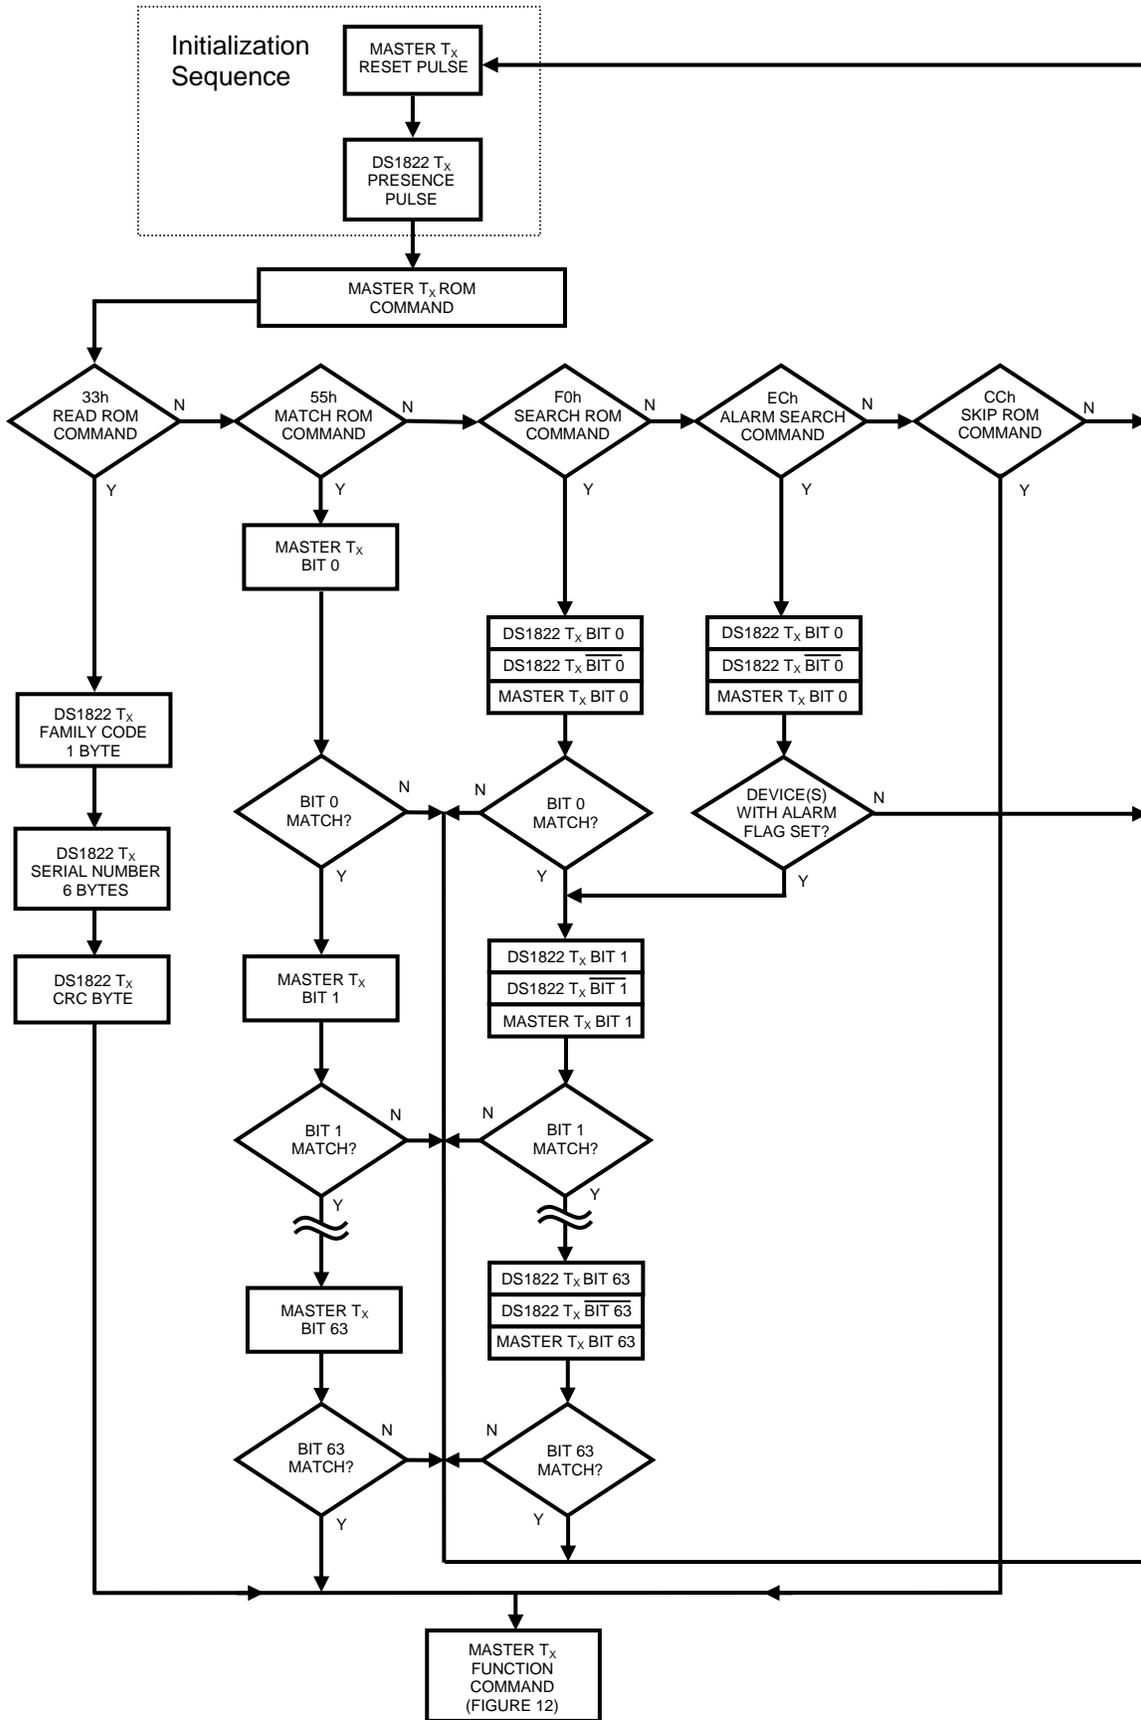 Initialization
Sequence
MASTER TX
RESET PULSE
DS1822 TX
PRESENCE
PULSE
MASTER TX ROM
COMMAND
33h
READ ROM
COMMAND
N
Y
55h
MATCH ROM
COMMAND
N
Y
F0h
SEARCH ROM
COMMAND
N
Y
ECh
ALARM SEARCH
COMMAND
N
Y
CCh
SKIP ROM
COMMAND
N
Y
MASTER TX
BIT 0
DS1822 TX BIT 0
DS1822 TX BIT 0
MASTER TX BIT 0
DS1822 TX BIT 0
DS1822 TX BIT 0
MASTER TX BIT 0
DS1822 TX
FAMILY CODE
1 BYTE
DS1822 TX
SERIAL NUMBER
6 BYTES
DS1822 TX
CRC BYTE
BIT 0
MATCH?
N
Y
N
BIT 0
MATCH?
Y
DEVICE(S)
WITH ALARM
FLAG SET?
N
Y
MASTER TX
BIT 1
DS1822 TX BIT 1
DS1822 TX BIT 1
MASTER TX BIT 1
BIT 1
MATCH?
N
Y
N
BIT 1
MATCH?
Y
MASTER TX
BIT 63
DS1822 TX BIT 63
DS1822 TX BIT 63
MASTER TX BIT 63
BIT 63
MATCH?
N
Y
N
BIT 63
MATCH?
Y
MASTER TX
FUNCTION
COMMAND
(FIGURE 12)